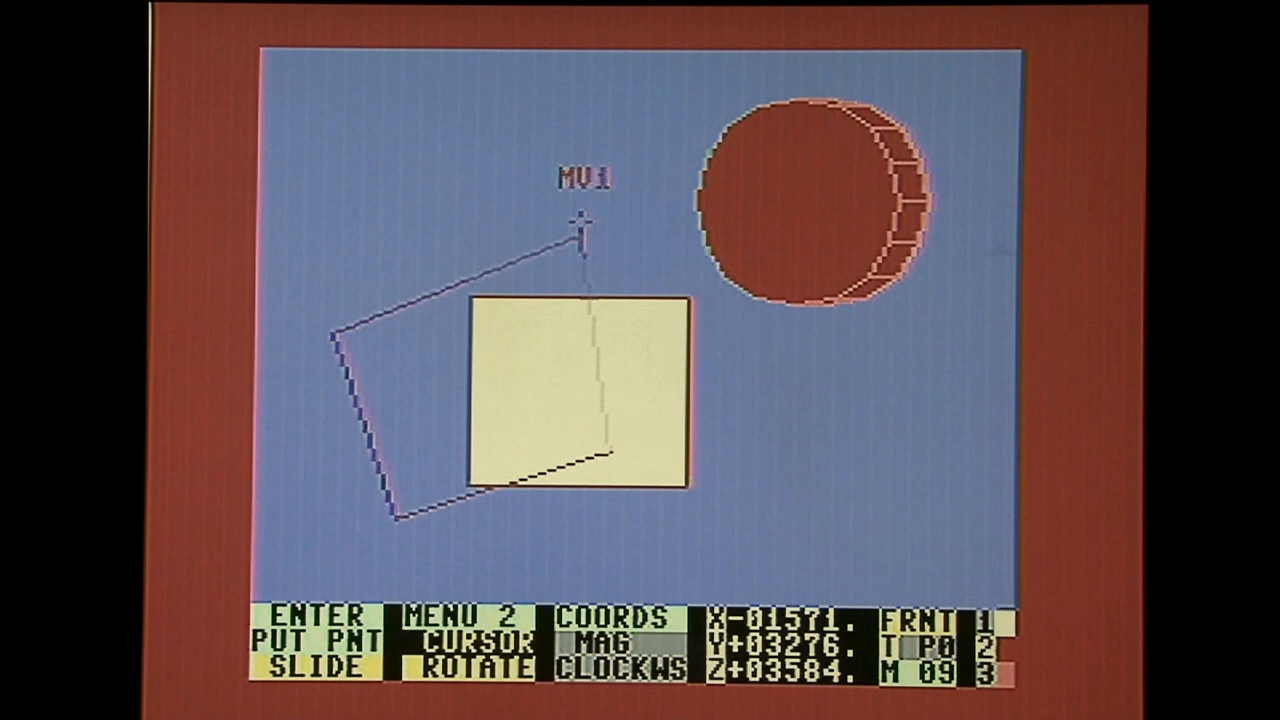 MV1
ENTER MENU 2 COORDS X-01571. FRNT 1
PUT PNT CURSOR MAG Y+03276. T P0 2
SLIDE ROTATE CLOCKWS Z+03584. M 09 3